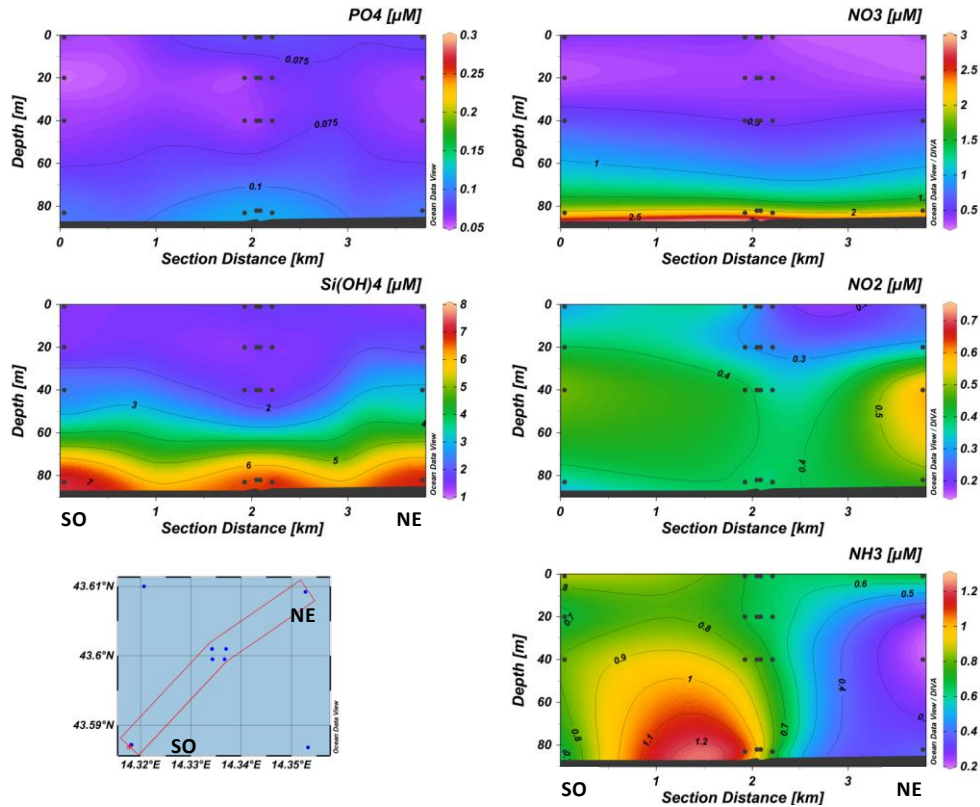 PO4 [µM]
0
20
40
60
80
Depth [m]
0.075
0.075
0.1
0 1 2 3
Section Distance [km]
0.3
0.25
0.2
0.15
0.1
0.05
Ocean Data View
NO3 [µM]
0
20
40
60
80
Depth [m]
0.5
1
2
2.5
0 1 2 3
Section Distance [km]
3
2.5
2
1.5
1
0.5
Ocean Data View / DIVA
Si(OH)4 [µM]
0
20
40
60
80
Depth [m]
3
2
4
5
6
7
0 1 2 3
Section Distance [km]
SO NE
8
7
6
5
4
3
2
1
Ocean Data View
NO2 [µM]
0
20
40
60
80
Depth [m]
0.3
0.4
0.5
0.4
0 1 2 3
Section Distance [km]
0.7
0.6
0.5
0.4
0.3
0.2
Ocean Data View / DIVA
43.61°N
43.6°N
43.59°N
NE
SO
14.32°E 14.33°E 14.34°E 14.35°E
Ocean Data View
NH3 [µM]
0
20
40
60
80
Depth [m]
0.8
0.6
0.5
0.7
0.8
0.9
1
0.4
0.7
1.1
1.2
0 1 2 3
Section Distance [km]
SO NE
1.2
1
0.8
0.6
0.4
0.2
Ocean Data View / DIVA